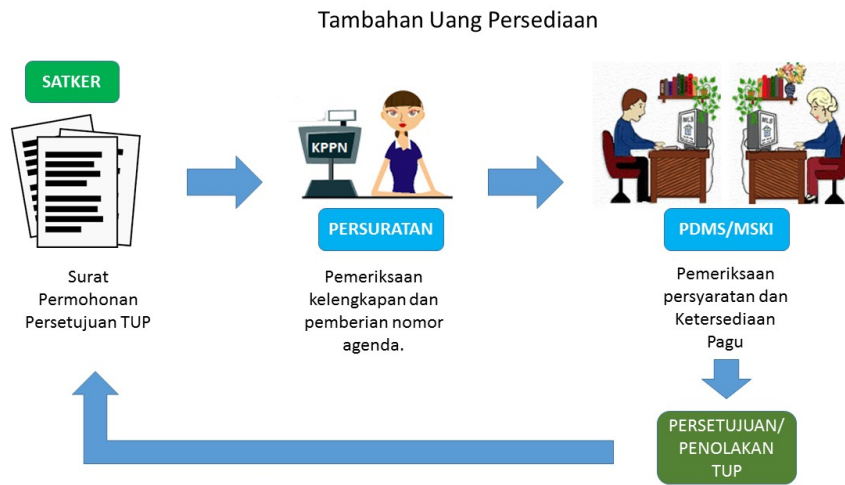 Tambahan Uang Persediaan
SATKER
KPPN
PERSURATAN
PDMS/MSKI
Surat
Permohonan
Persetujuan TUP
Pemeriksaan
kelengkapan dan
pemberian nomor
agenda.
Pemeriksaan
persyaratan dan
Ketersediaan
Pagu
PERSETUJUAN/
PENOLAKAN
TUP